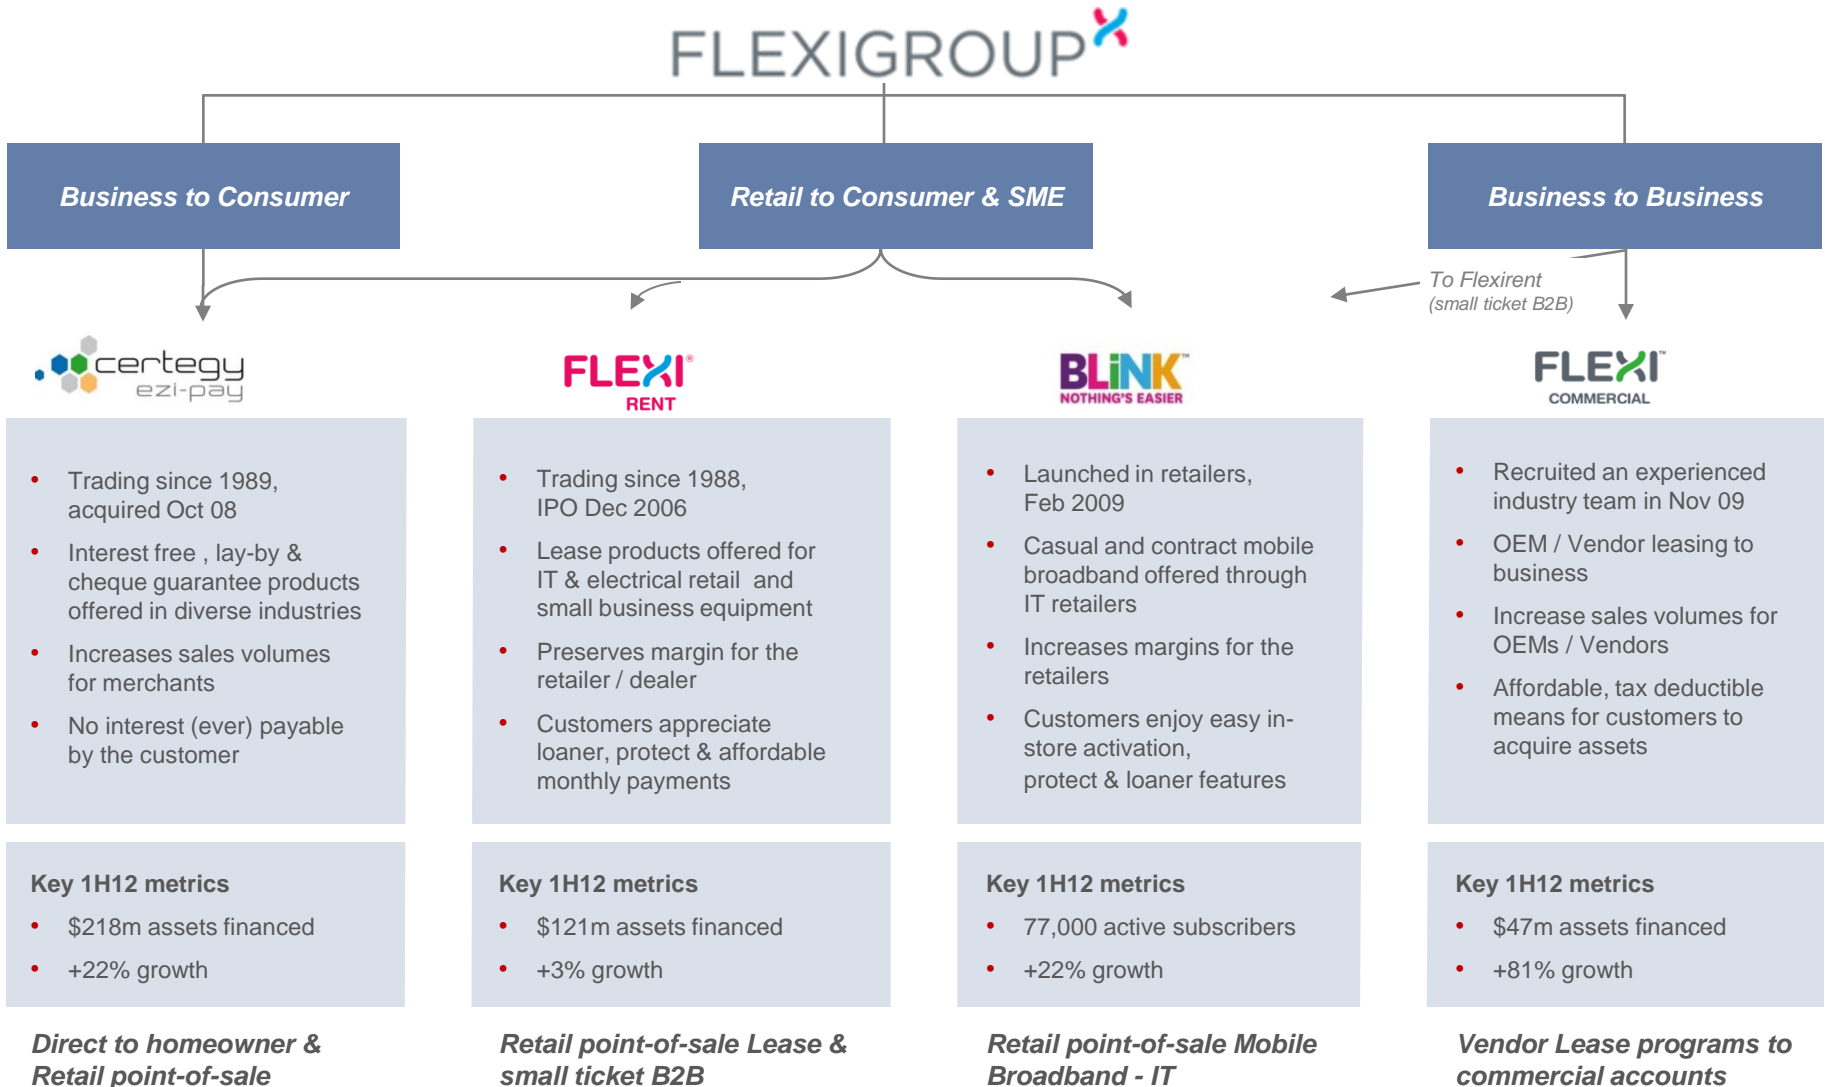 FLEXIGROUP
Business to Consumer
Retail to Consumer & SME
Business to Business
To Flexirent
(small ticket B2B)
certegy
ezi-pay
• Trading since 1989,
acquired Oct 08
• Interest free , lay-by &
cheque guarantee products
offered in diverse industries
• Increases sales volumes
for merchants
• No interest (ever) payable
by the customer
Key 1H12 metrics
• $218m assets financed
• +22% growth
Direct to homeowner &
Retail point-of-sale
FLEXI®
RENT
• Trading since 1988,
IPO Dec 2006
• Lease products offered for
IT & electrical retail and
small business equipment
• Preserves margin for the
retailer / dealer
• Customers appreciate
loaner, protect & affordable
monthly payments
Key 1H12 metrics
• $121m assets financed
• +3% growth
Retail point-of-sale Lease &
small ticket B2B
BLiNK™
NOTHING'S EASIER
• Launched in retailers,
Feb 2009
• Casual and contract mobile
broadband offered through
IT retailers
• Increases margins for the
retailers
• Customers enjoy easy in-
store activation,
protect & loaner features
Key 1H12 metrics
• 77,000 active subscribers
• +22% growth
Retail point-of-sale Mobile
Broadband - IT
FLEXI™
COMMERCIAL
• Recruited an experienced
industry team in Nov 09
• OEM / Vendor leasing to
business
• Increase sales volumes for
OEMs / Vendors
• Affordable, tax deductible
means for customers to
acquire assets
Key 1H12 metrics
• $47m assets financed
• +81% growth
Vendor Lease programs to
commercial accounts